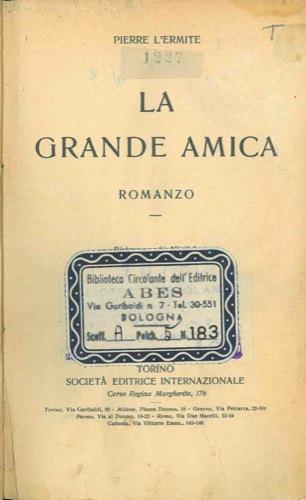 PIERRE L'ERMITE
1227
T
LA
GRANDE AMICA
ROMANZO
Biblioteca Circolante dell'Editrice
ABES
Via Garibaldi n 7 - Tel. 30-551
BOLOGNA
Scaff. A Palch. 5 N. 183
TORINO
SOCIETÀ EDITRICE INTERNAZIONALE
Corso Regina Margherita, 176
Torino, Via Garibaldi, 20 - Milano, Piazza Duomo, 16 - Genova, Via Petrarca, 22-24r
Parma, Via al Duomo, 16-22 - Roma, Via Due Macelli, 52-54
Catania, Via Vittorio Eman., 145-149